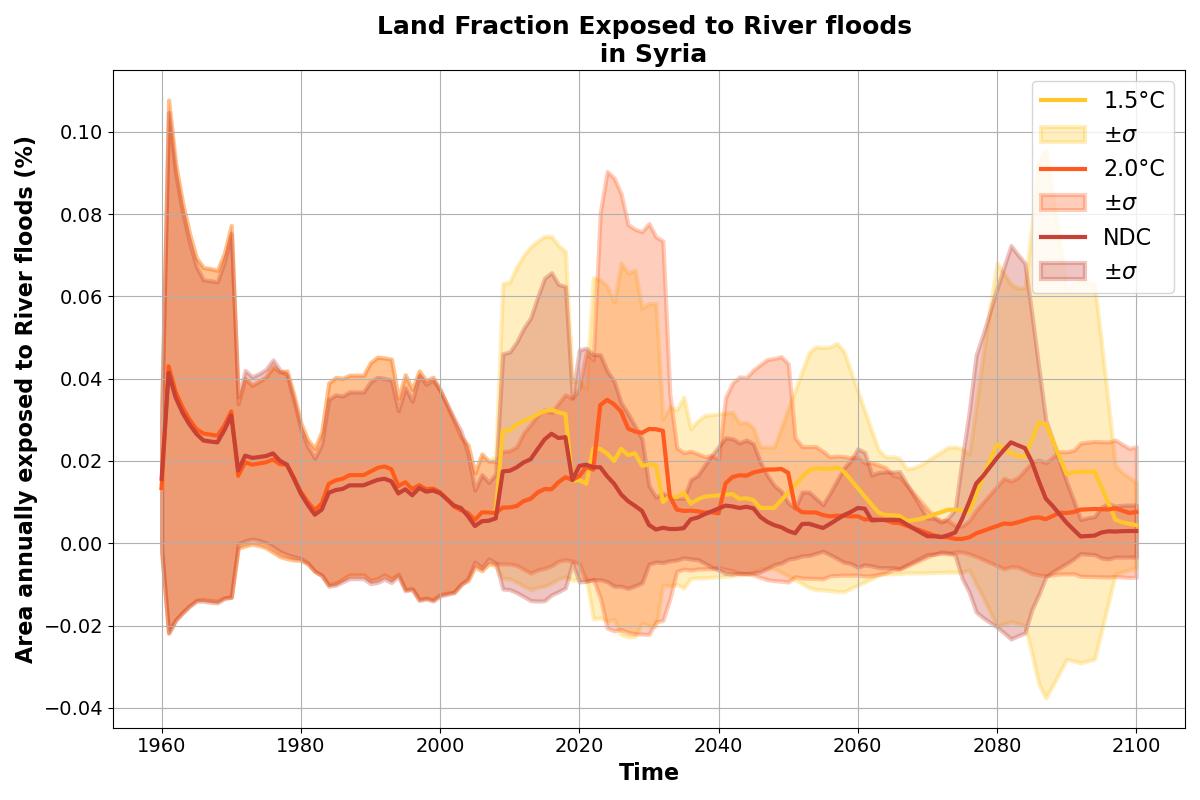 Land Fraction Exposed to River floods
in Syria
Area annually exposed to River floods (%)
0.10
0.08
0.06
0.04
0.02
0.00
−0.02
−0.04
1.5°C
±σ
2.0°C
±σ
NDC
±σ
1960 1980 2000 2020 2040 2060 2080 2100
Time